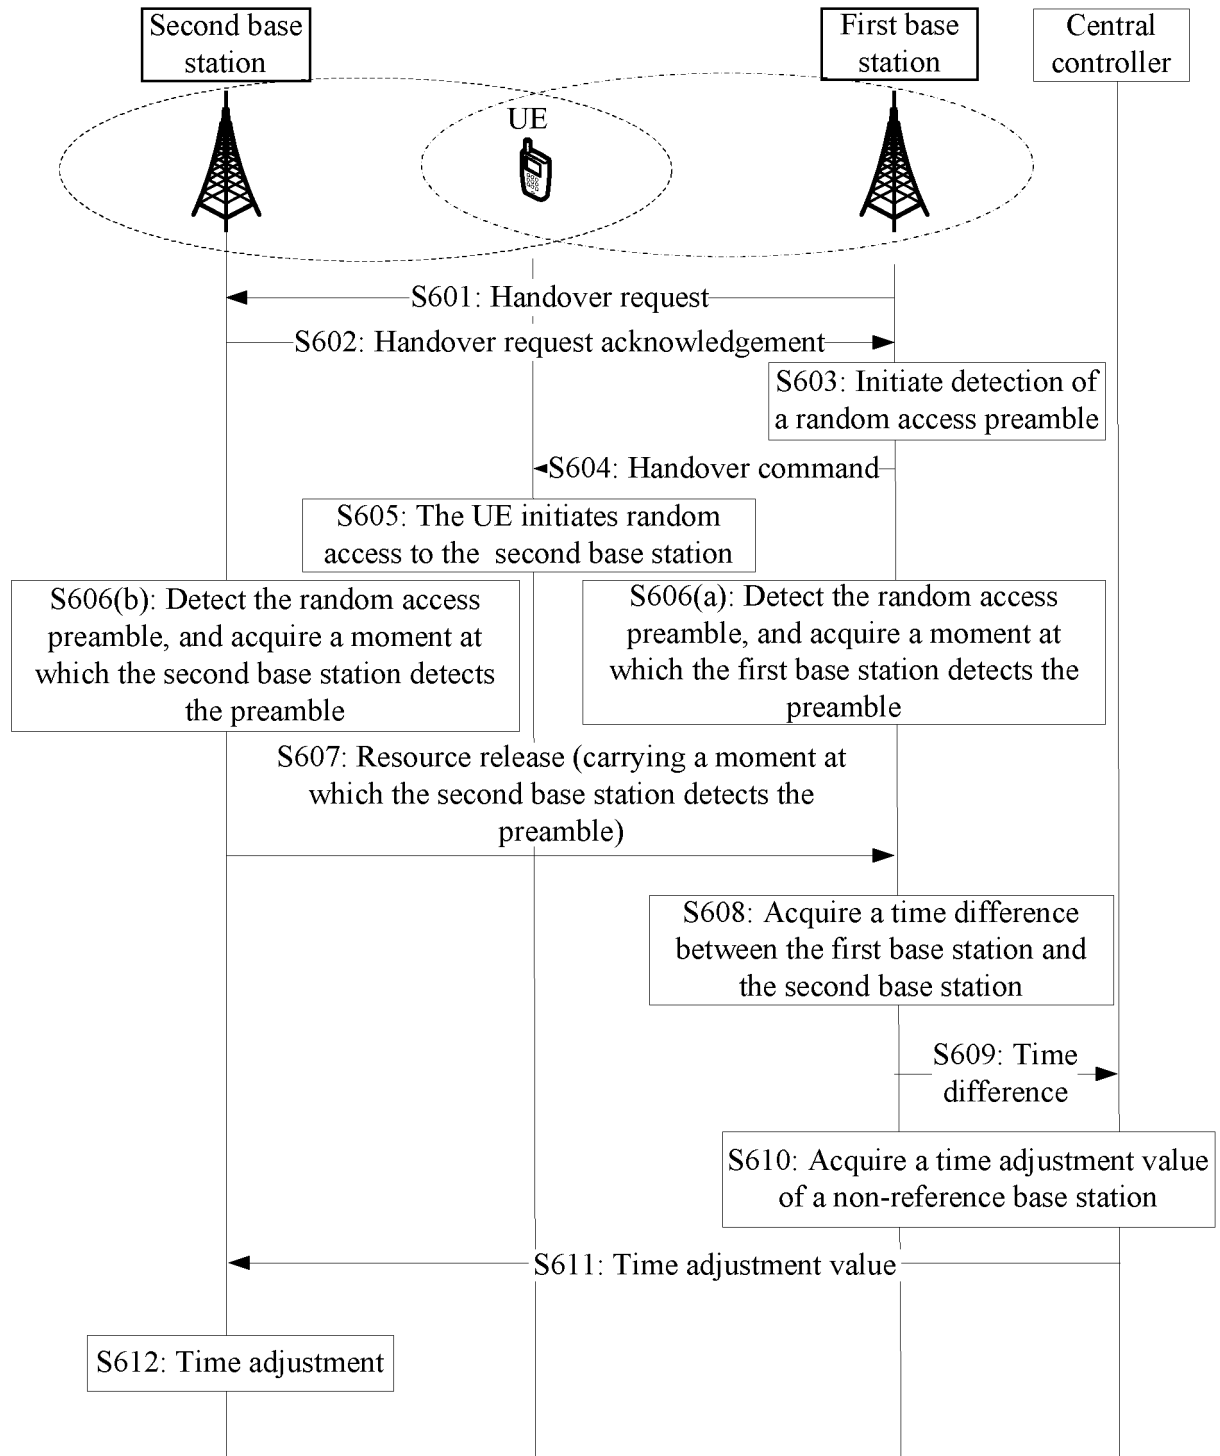 Second base
station
First base
station
Central
controller
UE
S601: Handover request
S602: Handover request acknowledgement
S603: Initiate detection of
a random access preamble
S604: Handover command
S605: The UE initiates random
access to the second base station
S606(b): Detect the random access
preamble, and acquire a moment at
which the second base station detects
the preamble
S606(a): Detect the random access
preamble, and acquire a moment at
which the first base station detects the
preamble
S607: Resource release (carrying a moment at
which the second base station detects the
preamble)
S608: Acquire a time difference
between the first base station and
the second base station
S609: Time
difference
S610: Acquire a time adjustment value
of a non-reference base station
S611: Time adjustment value
S612: Time adjustment